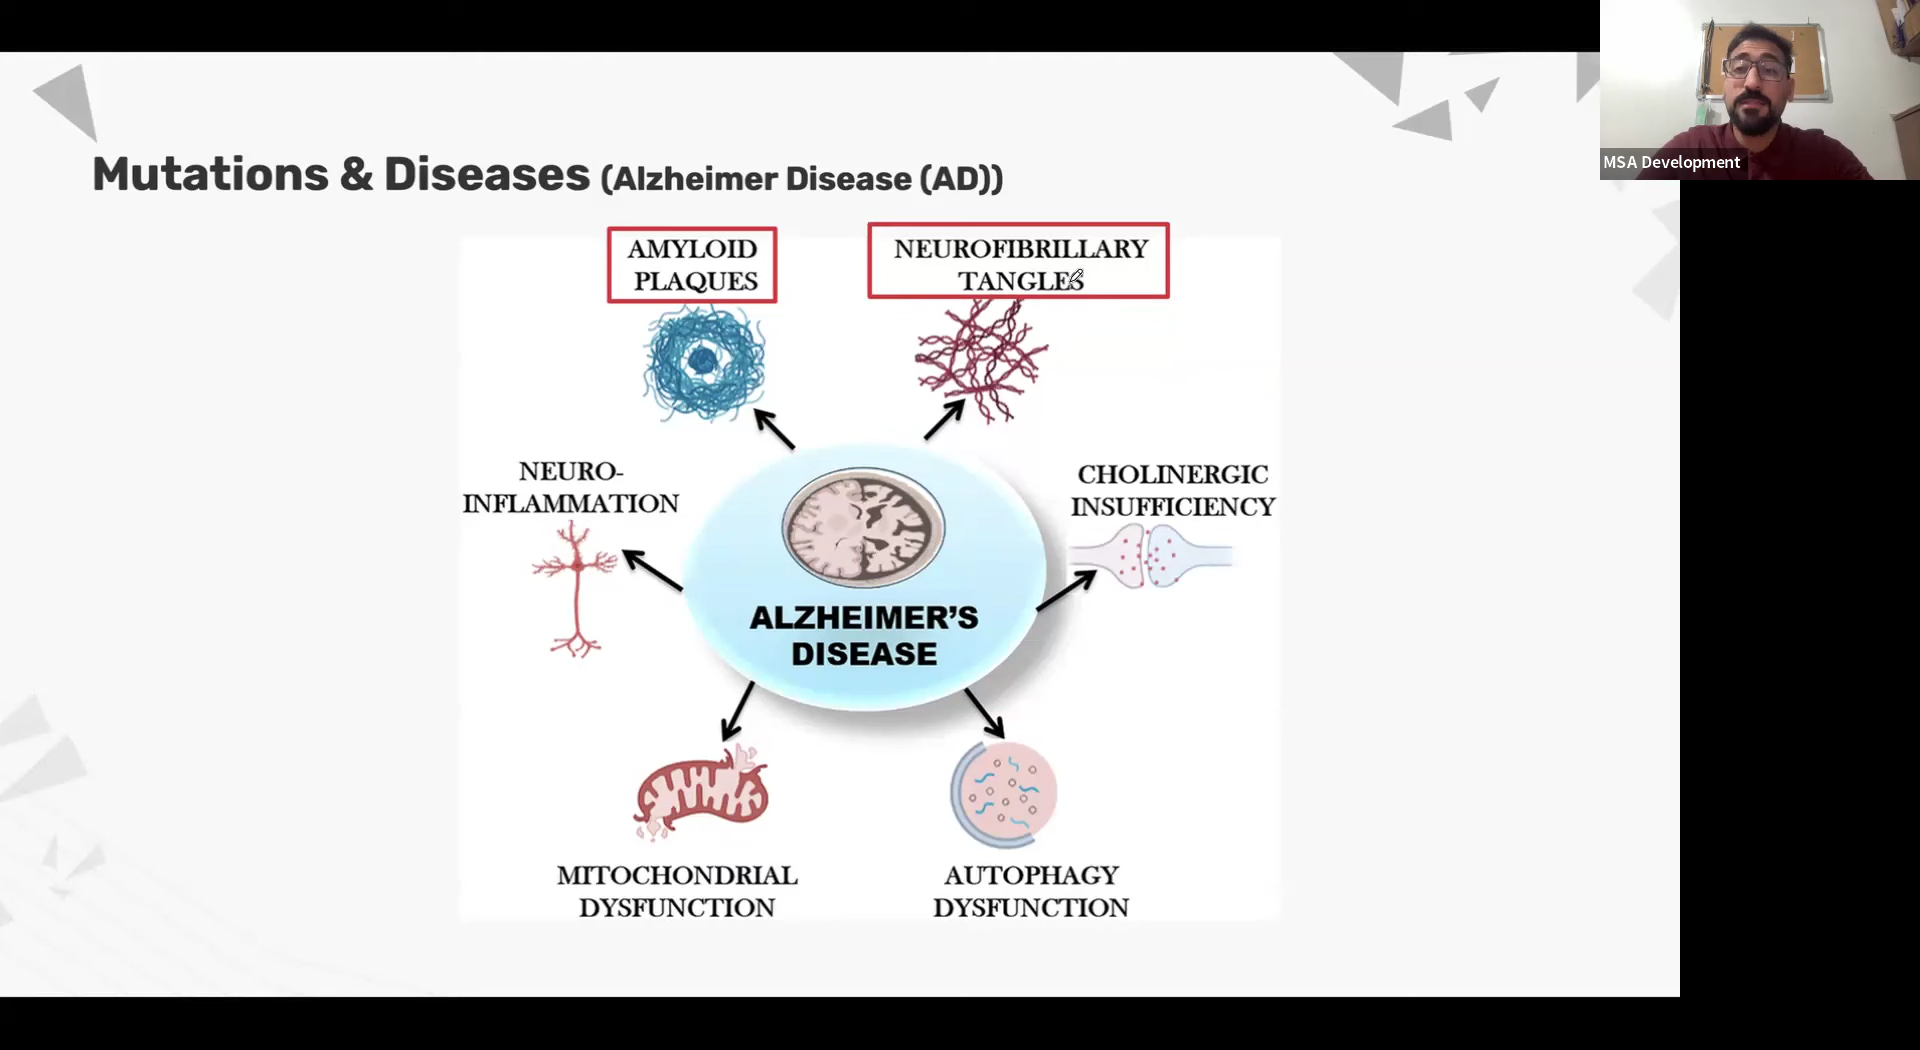 MSA Development
Mutations & Diseases (Alzheimer Disease (AD))
AMYLOID
PLAQUES
NEUROFIBRILLARY
TANGLES
NEURO-
INFLAMMATION
CHOLINERGIC
INSUFFICIENCY
ALZHEIMER'S
DISEASE
MITOCHONDRIAL
DYSFUNCTION
AUTOPHAGY
DYSFUNCTION